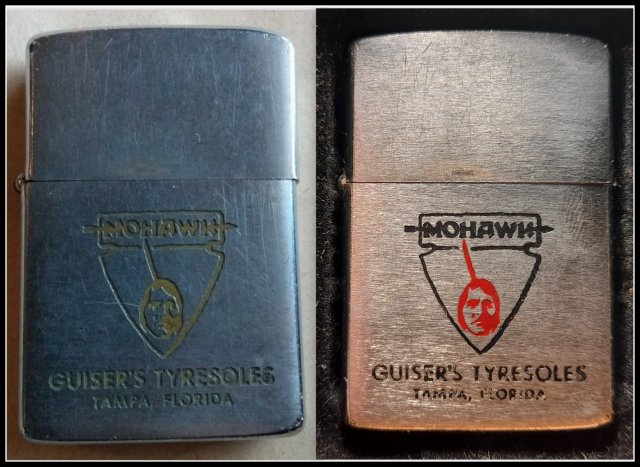 MOHAWK
GUISER'S TYRESOLES
TAMPA, FLORIDA
MOHAWK
GUISER'S TYRESOLES
TAMPA, FLORIDA